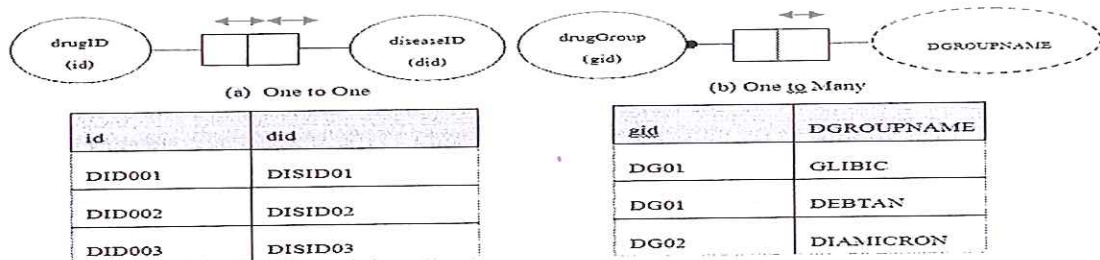 drugID
(id)
diseaseID
(did)
(a) One to One
id did
DID001 DISID01
DID002 DISID02
DID003 DISID03
drugGroup
(gid)
DGROUPNAME
(b) One to Many
gid DGROUPNAME
DG01 GLIBIC
DG01 DEBTAN
DG02 DIAMICRON